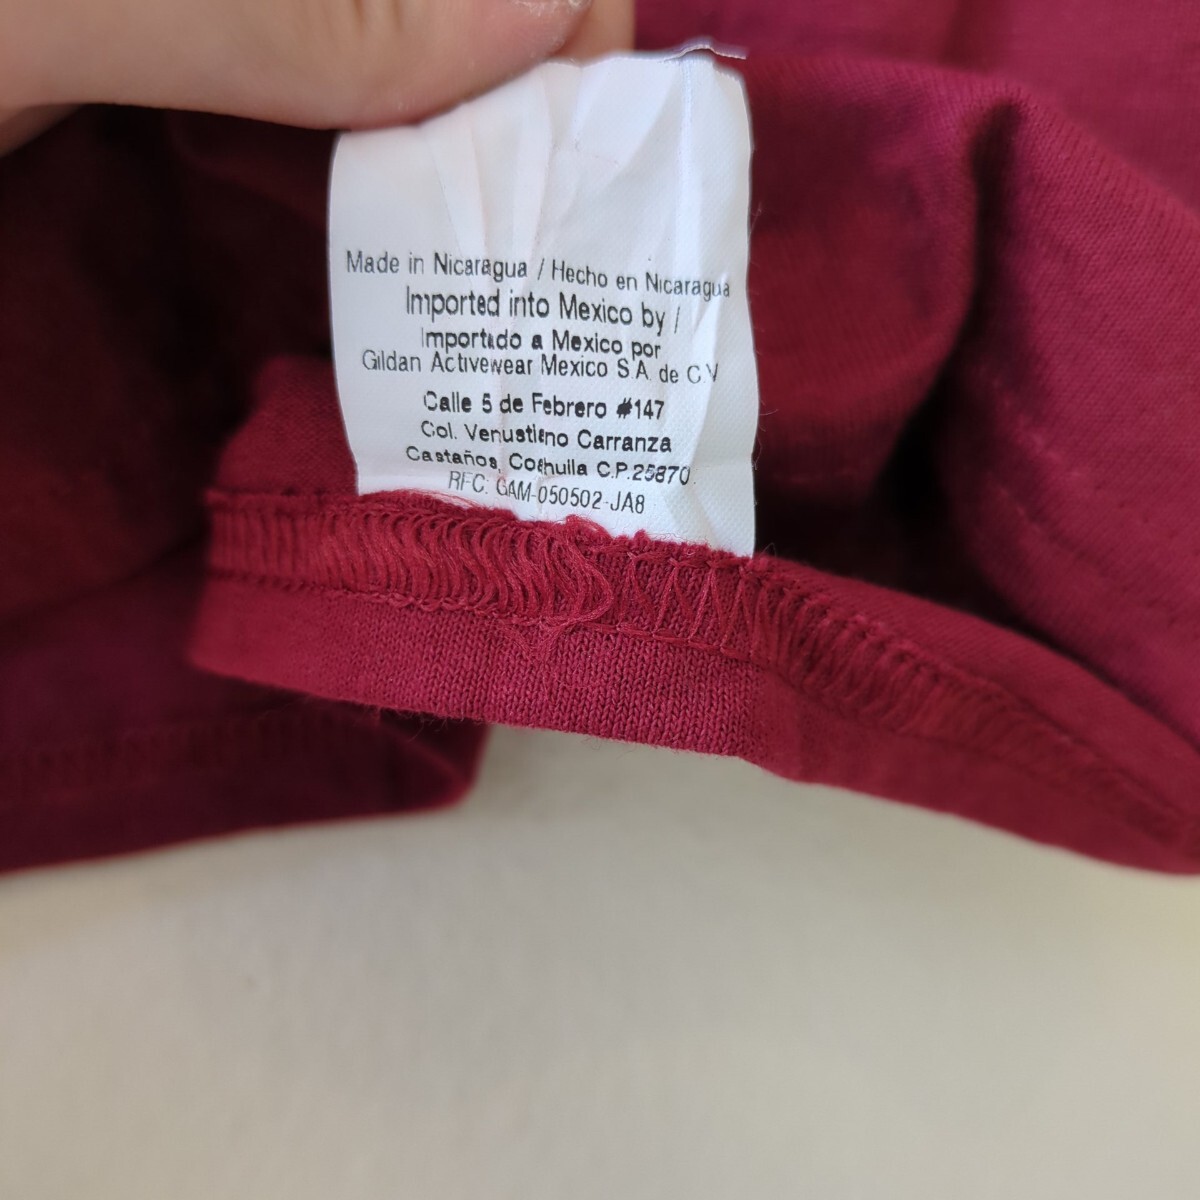 Made in Nicaragua / Hecho en Nicaragua
Imported into Mexico by /
Importado a Mexico por
Gildan Activewear Mexico S.A. de C.V
Calle 5 de Febrero #147
Col. Venustiano Carranza
Castaños, Coahuila C.P.25870
RFC: GAM-050502-JA8